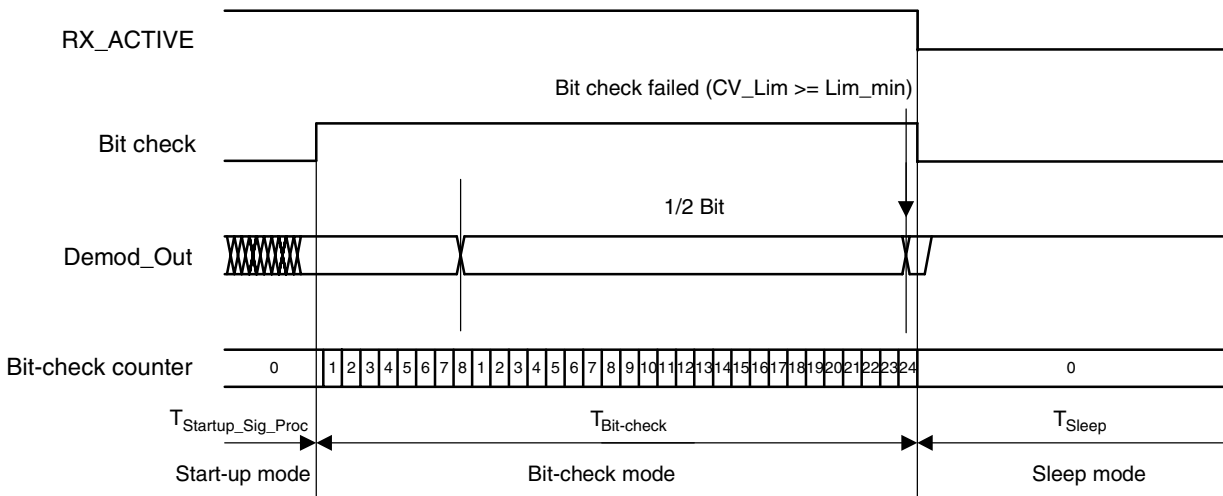 RX_ACTIVE
Bit check failed (CV_Lim >= Lim_min)
Bit check
1/2 Bit
Demod_Out
Bit-check counter 0 1 2 3 4 5 6 7 8 1 2 3 4 5 6 7 8 9 10 11 12 13 14 15 16 17 18 19 20 21 22 23 24 0
TStartup_Sig_Proc TBit-check TSleep
Start-up mode Bit-check mode Sleep mode